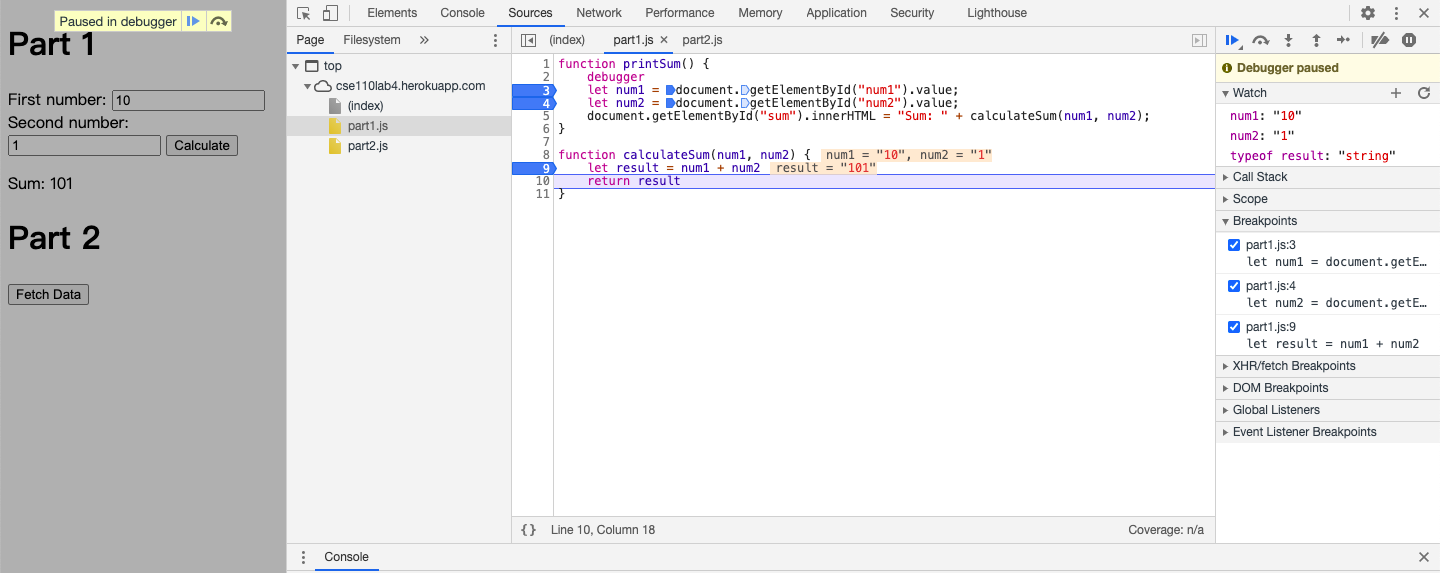 Paused in debugger
Part 1
First number: 10
Second number:
1 Calculate
Sum: 101
Part 2
Fetch Data
Elements Console Sources Network Performance Memory Application Security Lighthouse
Page Filesystem »
top
cse110lab4.herokuapp.com
(index)
part1.js
part2.js
(index) part1.js × part2.js
1 function printSum() {
2 debugger
3 let num1 = document.getElementById("num1").value;
4 let num2 = document.getElementById("num2").value;
5 document.getElementById("sum").innerHTML = "Sum: " + calculateSum(num1, num2);
6 }
7
8 function calculateSum(num1, num2) { num1 = "10", num2 = "1"
9 let result = num1 + num2 result = "101"
10 return result
11 }
{} Line 10, Column 18 Coverage: n/a
Debugger paused
Watch
num1: "10"
num2: "1"
typeof result: "string"
Call Stack
Scope
Breakpoints
part1.js:3
let num1 = document.getE…
part1.js:4
let num2 = document.getE…
part1.js:9
let result = num1 + num2
XHR/fetch Breakpoints
DOM Breakpoints
Global Listeners
Event Listener Breakpoints
Console